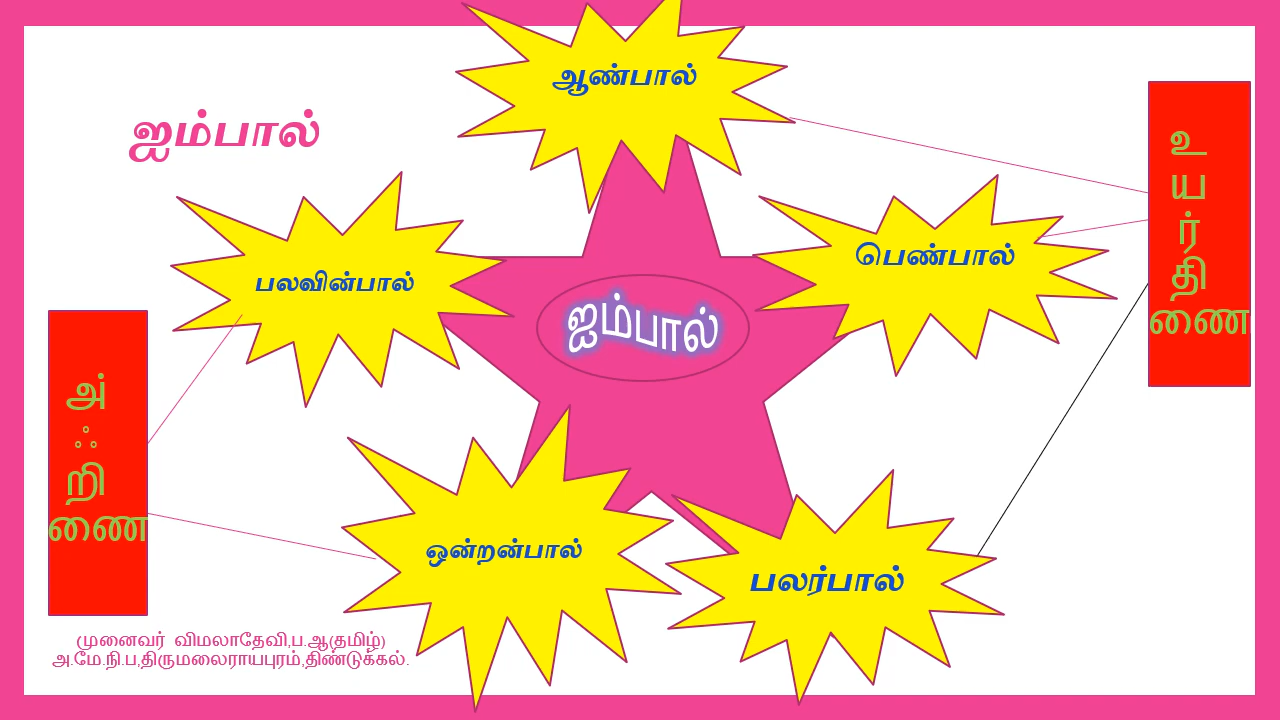 ஆண்பால்
ஐம்பால்
உ
ய
ர்
தி
ணை
பெண்பால்
பலவின்பால்
ஐம்பால்
அ்
ஃ
றி
ணை
ஒன்றன்பால்
பலர்பால்
முனைவர் விமலாதேவி,ப.ஆ(தமிழ்)
அ.மே.நி.ப,திருமலைராயபுரம்,திண்டுக்கல்.